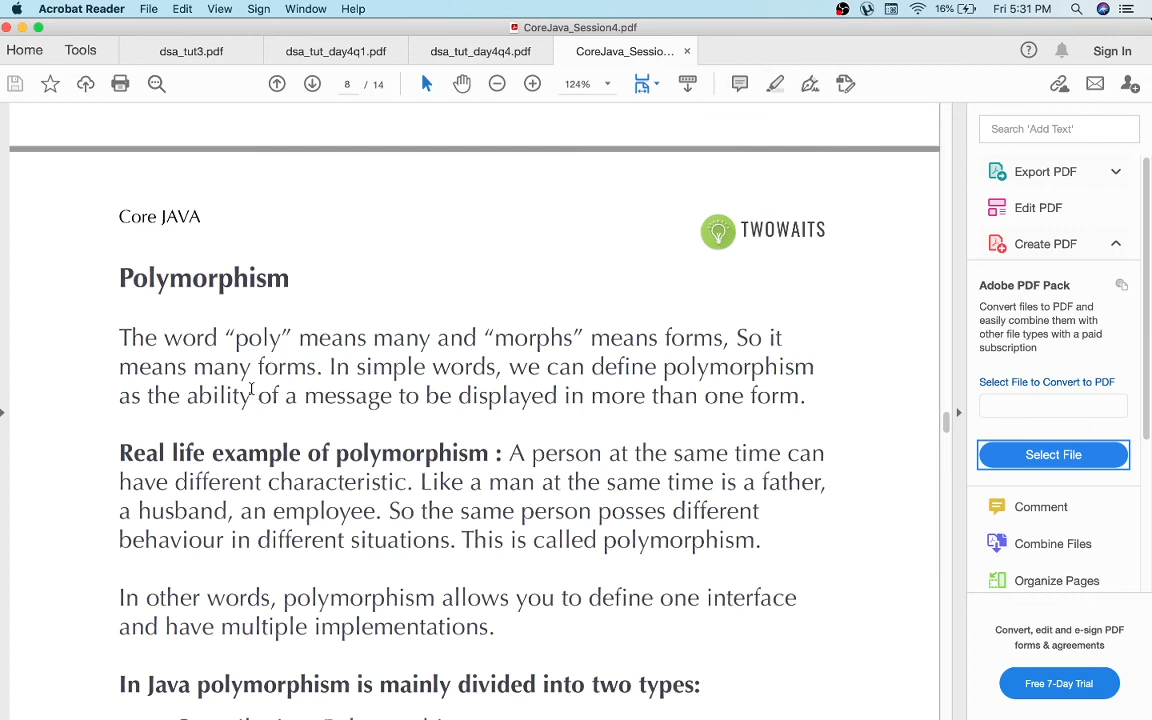 Acrobat Reader File Edit View Sign Window Help 16% Fri 5:31 PM
CoreJava_Session4.pdf
Home Tools dsa_tut3.pdf dsa_tut_day4q1.pdf dsa_tut_day4q4.pdf CoreJava_Sessio... × Sign In
8 / 14 124%
Core JAVA
TWOWAITS
Polymorphism
The word “poly” means many and “morphs” means forms, So it
means many forms. In simple words, we can define polymorphism
as the ability of a message to be displayed in more than one form.
Real life example of polymorphism : A person at the same time can
have different characteristic. Like a man at the same time is a father,
a husband, an employee. So the same person posses different
behaviour in different situations. This is called polymorphism.
In other words, polymorphism allows you to define one interface
and have multiple implementations.
In Java polymorphism is mainly divided into two types:
Search 'Add Text'
Export PDF
Edit PDF
Create PDF
Adobe PDF Pack
Convert files to PDF and
easily combine them with
other file types with a paid
subscription
Select File to Convert to PDF
Select File
Comment
Combine Files
Organize Pages
Convert, edit and e-sign PDF
forms & agreements
Free 7-Day Trial